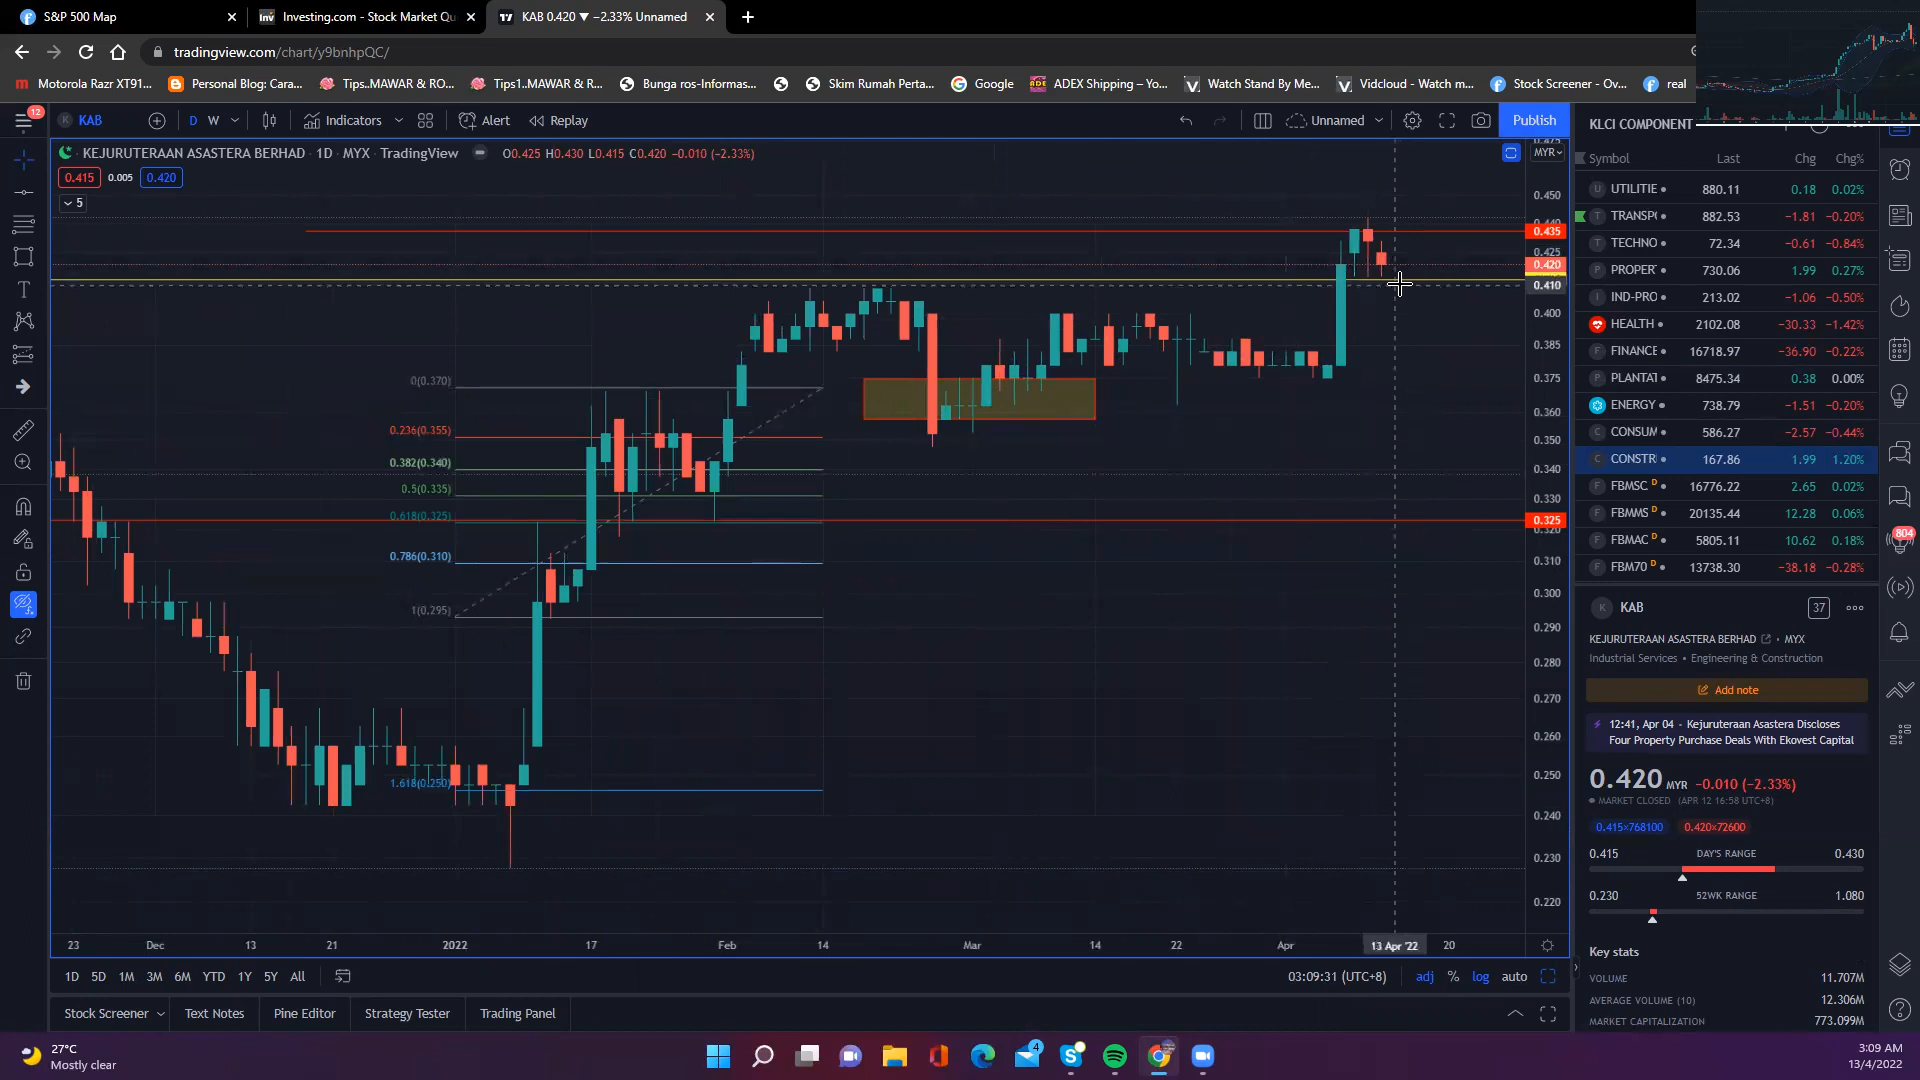 S&P 500 Map
Investing.com - Stock Market Qu
KAB 0.420 ▼ −2.33% Unnamed
tradingview.com/chart/y9bnhpQC/
Motorola Razr XT91...
Personal Blog: Cara...
Tips..MAWAR & RO...
Tips1..MAWAR & R...
Bunga ros-Informas...
Skim Rumah Perta...
Google
ADEX Shipping – Yo...
Watch Stand By Me...
Vidcloud - Watch m...
Stock Screener - Ov...
real
12
KAB
D W
Indicators
Alert
Replay
Unnamed
Publish
KLCI COMPONENT
KEJURUTERAAN ASASTERA BERHAD · 1D · MYX · TradingView
O0.425 H0.430 L0.415 C0.420 −0.010 (−2.33%)
MYR
0.415 0.005 0.420
5
0.450
0.435
0.425
0.420
0.410
0.400
0.385
0.375
0.360
0.350
0.340
0.330
0.325
0.320
0.310
0.300
0.290
0.280
0.270
0.260
0.250
0.240
0.230
0.220
0(0.370)
0.236(0.355)
0.382(0.340)
0.5(0.335)
0.618(0.325)
0.786(0.310)
1(0.295)
1.618(0.250)
23 Dec 13 21 2022 17 Feb 14 Mar 14 22 Apr 13 Apr '22 20
1D 5D 1M 3M 6M YTD 1Y 5Y All
03:09:31 (UTC+8) adj % log auto
Stock Screener Text Notes Pine Editor Strategy Tester Trading Panel
Symbol Last Chg Chg%
UTILITIE 880.11 0.18 0.02%
TRANSP 882.53 −1.81 −0.20%
TECHNO 72.34 −0.61 −0.84%
PROPER 730.06 1.99 0.27%
IND-PRO 213.02 −1.06 −0.50%
HEALTH 2102.08 −30.33 −1.42%
FINANCE 16718.97 −36.90 −0.22%
PLANTAT 8475.34 0.38 0.00%
ENERGY 738.79 −1.51 −0.20%
CONSUM 586.27 −2.57 −0.44%
CONSTR 167.86 1.99 1.20%
FBMSC D 16776.22 2.65 0.02%
FBMMS D 20135.44 12.28 0.06%
FBMAC D 5805.11 10.62 0.18%
FBM70 D 13738.30 −38.18 −0.28%
804
KAB
37
KEJURUTERAAN ASASTERA BERHAD • MYX
Industrial Services • Engineering & Construction
Add note
12:41, Apr 04 - Kejuruteraan Asastera Discloses
Four Property Purchase Deals With Ekovest Capital
0.420 MYR −0.010 (−2.33%)
MARKET CLOSED (APR 12 16:58 UTC+8)
0.415×768100 0.420×72600
0.415 DAY'S RANGE 0.430
0.230 52WK RANGE 1.080
Key stats
VOLUME 11.707M
AVERAGE VOLUME (10) 12.306M
MARKET CAPITALIZATION 773.099M
27°C
Mostly clear
4
3:09 AM
13/4/2022